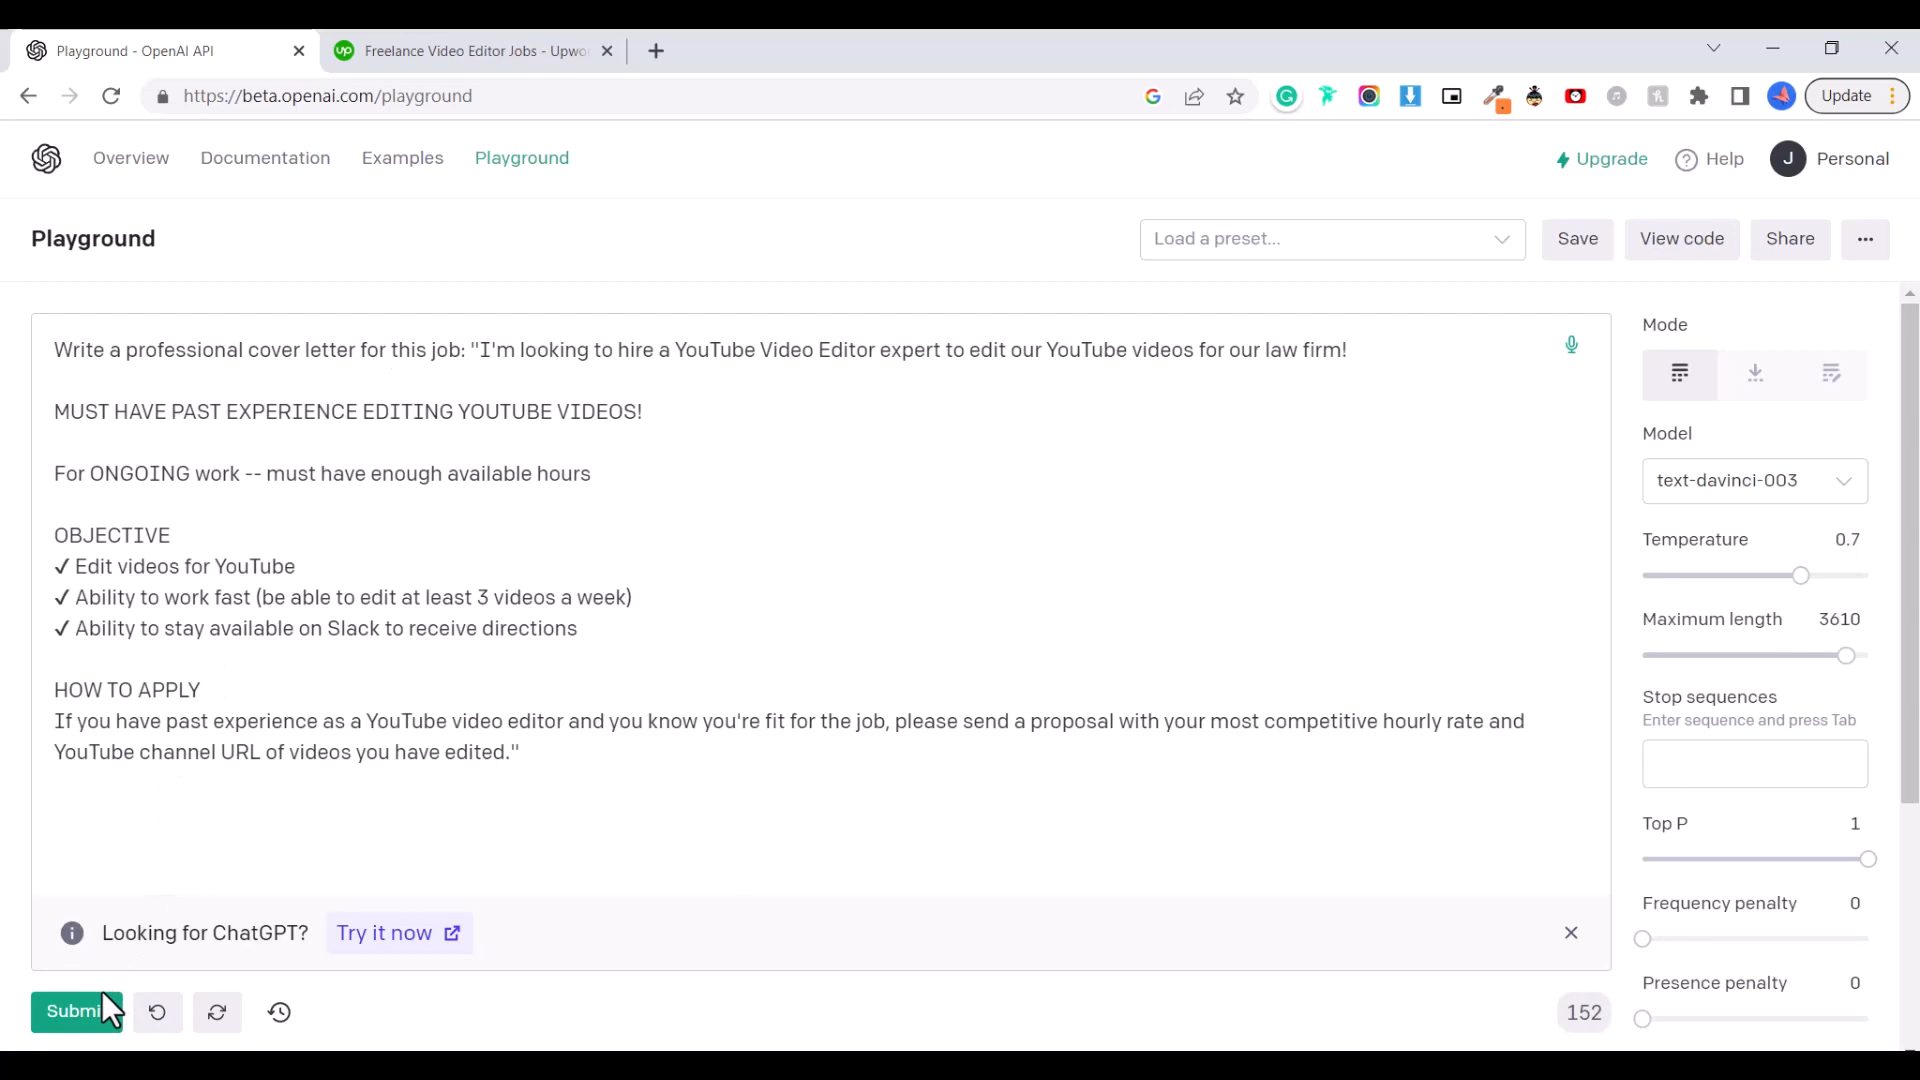 Playground - OpenAI API
Freelance Video Editor Jobs - Upwo
https://beta.openai.com/playground
Update
Overview Documentation Examples Playground
Upgrade Help J Personal
Playground
Load a preset... Save View code Share ...
Write a professional cover letter for this job: "I'm looking to hire a YouTube Video Editor expert to edit our YouTube videos for our law firm!
MUST HAVE PAST EXPERIENCE EDITING YOUTUBE VIDEOS!
For ONGOING work -- must have enough available hours
OBJECTIVE
✓ Edit videos for YouTube
✓ Ability to work fast (be able to edit at least 3 videos a week)
✓ Ability to stay available on Slack to receive directions
HOW TO APPLY
If you have past experience as a YouTube video editor and you know you're fit for the job, please send a proposal with your most competitive hourly rate and
YouTube channel URL of videos you have edited."
Looking for ChatGPT? Try it now
Submi
152
Mode
Model
text-davinci-003
Temperature 0.7
Maximum length 3610
Stop sequences
Enter sequence and press Tab
Top P 1
Frequency penalty 0
Presence penalty 0